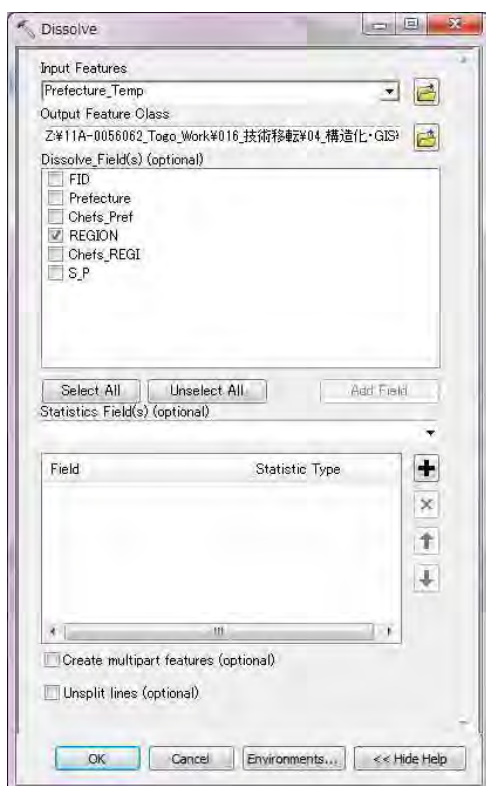 Dissolve
Input Features
Prefecture_Temp
Output Feature Class
Z:¥11A-0056062_Togo_Work¥016_技術移転¥04_構造化・GIS¥
Dissolve_Field(s) (optional)
FID
Prefecture
Chefs_Pref
REGION
Chefs_REGI
S_P
Select All Unselect All Add Field
Statistics Field(s) (optional)
Field Statistic Type
Create multipart features (optional)
Unsplit lines (optional)
OK Cancel Environments... << Hide Help